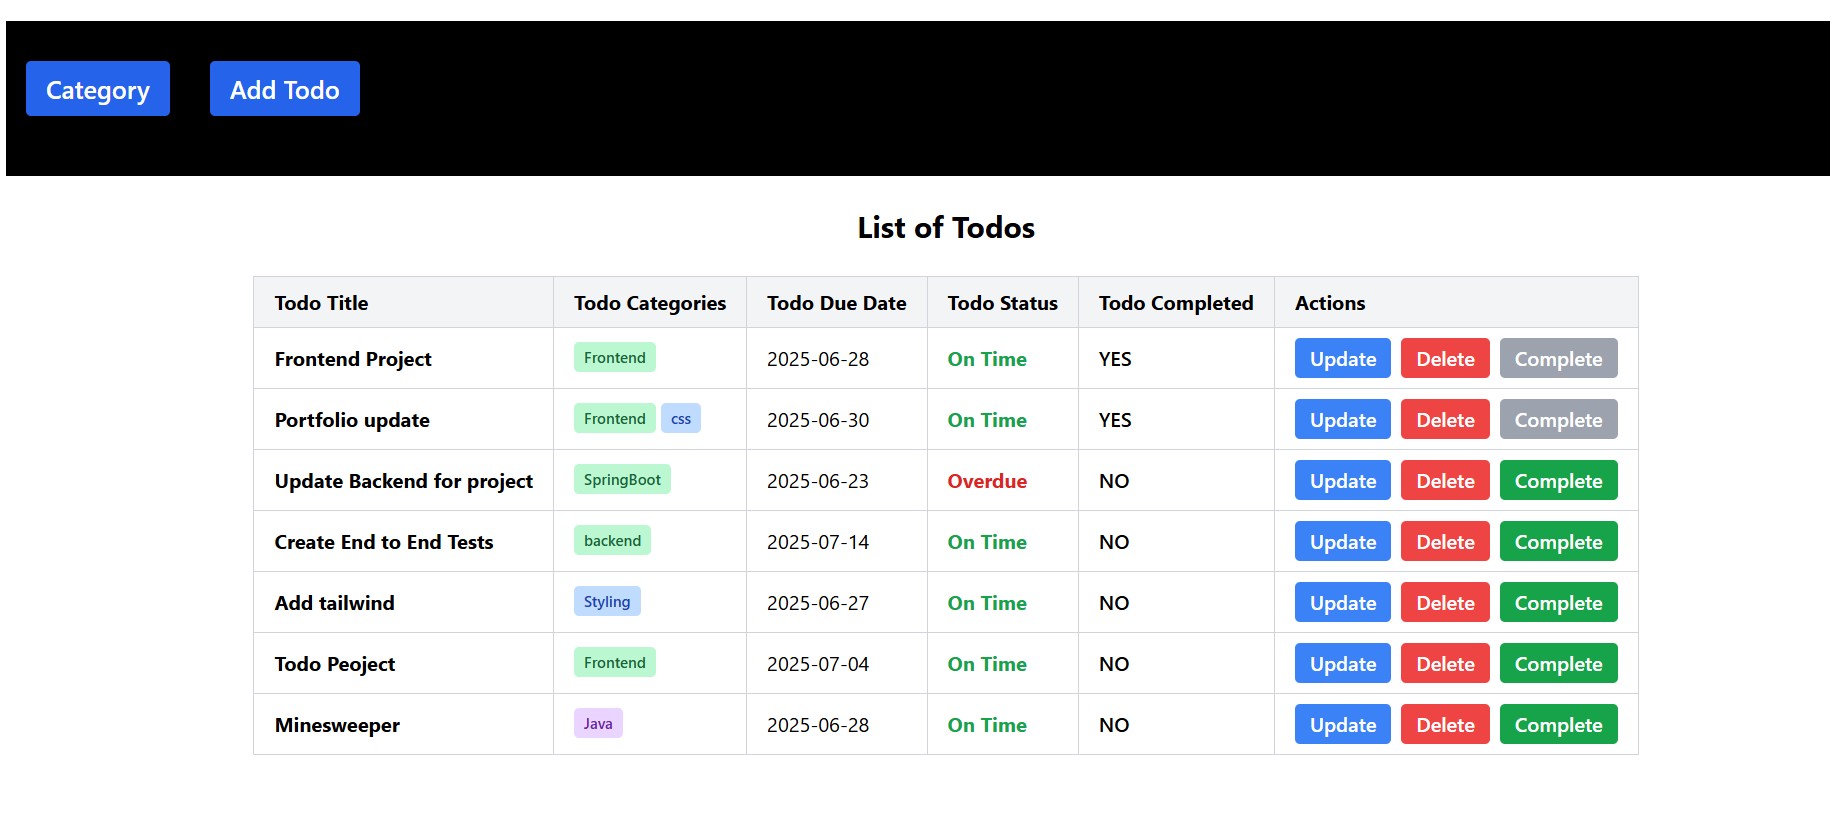 Category Add Todo
List of Todos
Todo Title Todo Categories Todo Due Date Todo Status Todo Completed Actions
Frontend Project Frontend 2025-06-28 On Time YES Update Delete Complete
Portfolio update Frontend css 2025-06-30 On Time YES Update Delete Complete
Update Backend for project SpringBoot 2025-06-23 Overdue NO Update Delete Complete
Create End to End Tests backend 2025-07-14 On Time NO Update Delete Complete
Add tailwind Styling 2025-06-27 On Time NO Update Delete Complete
Todo Peoject Frontend 2025-07-04 On Time NO Update Delete Complete
Minesweeper Java 2025-06-28 On Time NO Update Delete Complete